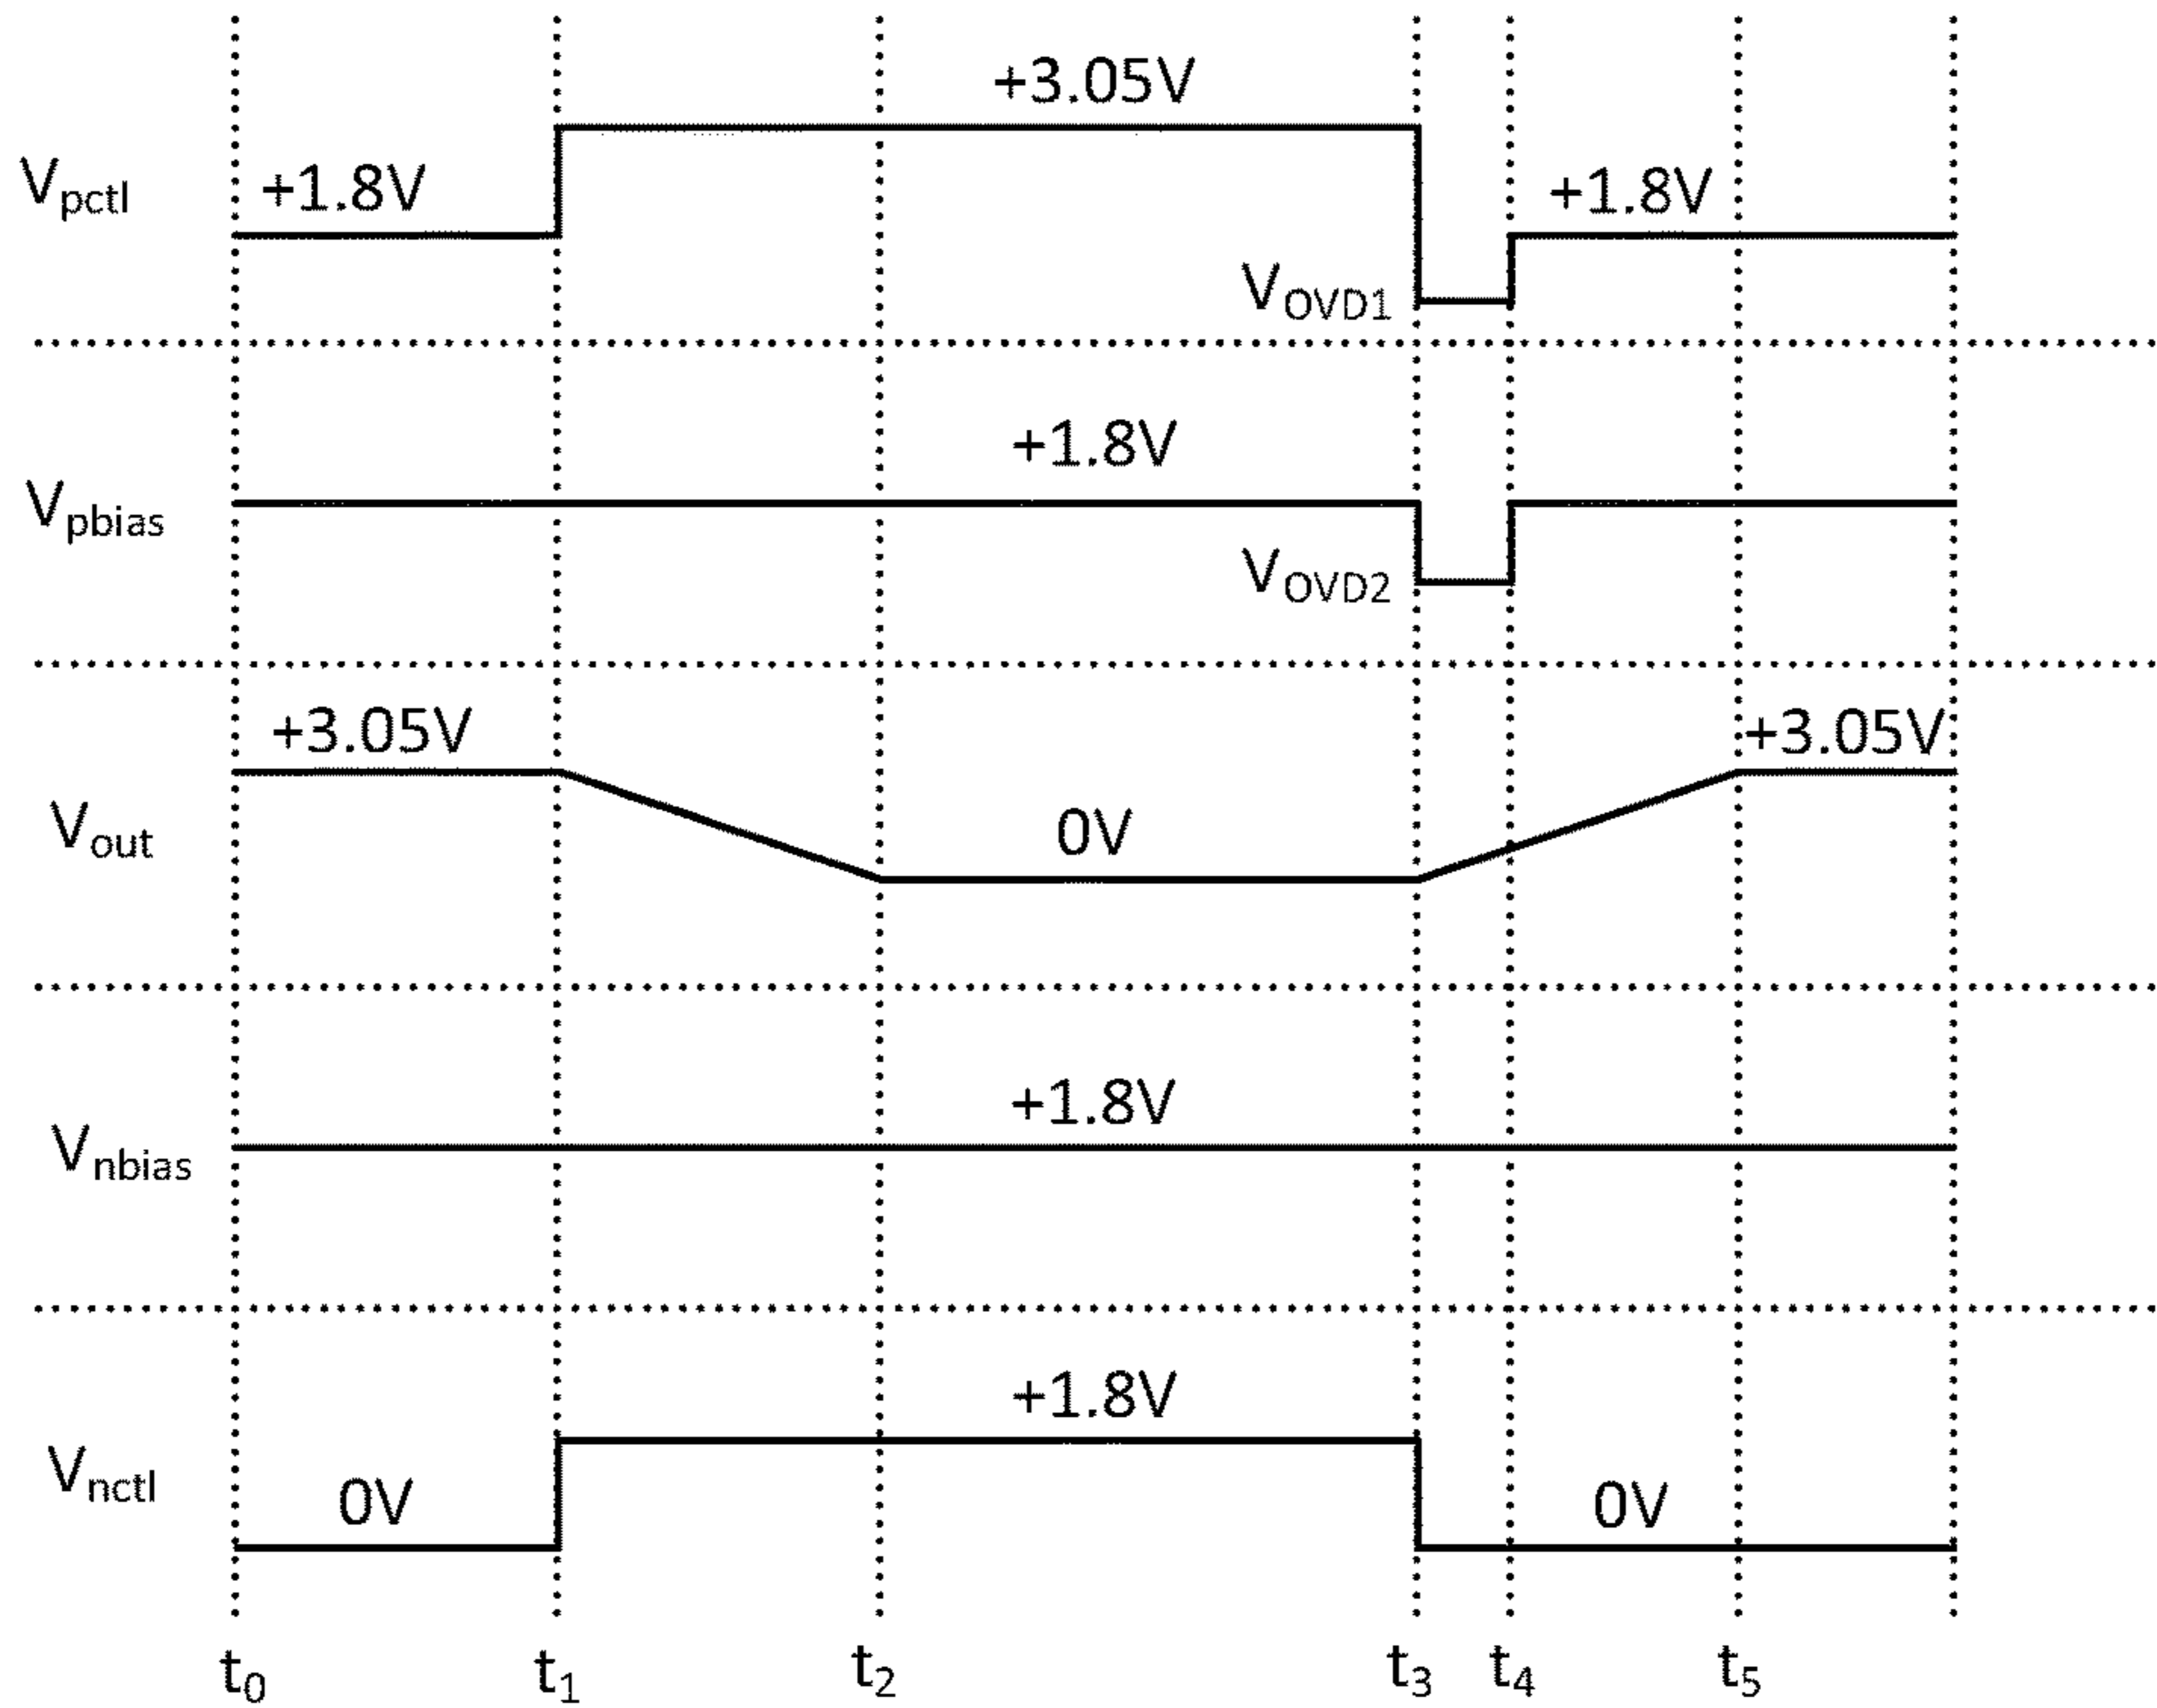 +3.05V
Vpctl +1.8V +1.8V
VOVD1
+1.8V
Vpbias
VOVD2
+3.05V +3.05V
Vout 0V
+1.8V
Vnbias
+1.8V
Vnctl 0V 0V
t0 t1 t2 t3 t4 t5